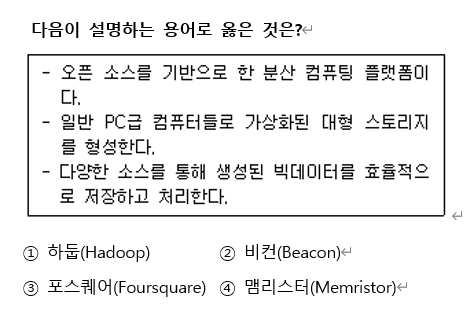 다음이 설명하는 용어로 옳은 것은?
- 오픈 소스를 기반으로 한 분산 컴퓨팅 플랫폼이
다.
- 일반 PC급 컴퓨터들로 가상화된 대형 스토리지
를 형성한다.
- 다양한 소스를 통해 생성된 빅데이터를 효율적으
로 저장하고 처리한다.
① 하둡(Hadoop) ② 비컨(Beacon)
③ 포스퀘어(Foursquare) ④ 맴리스터(Memristor)